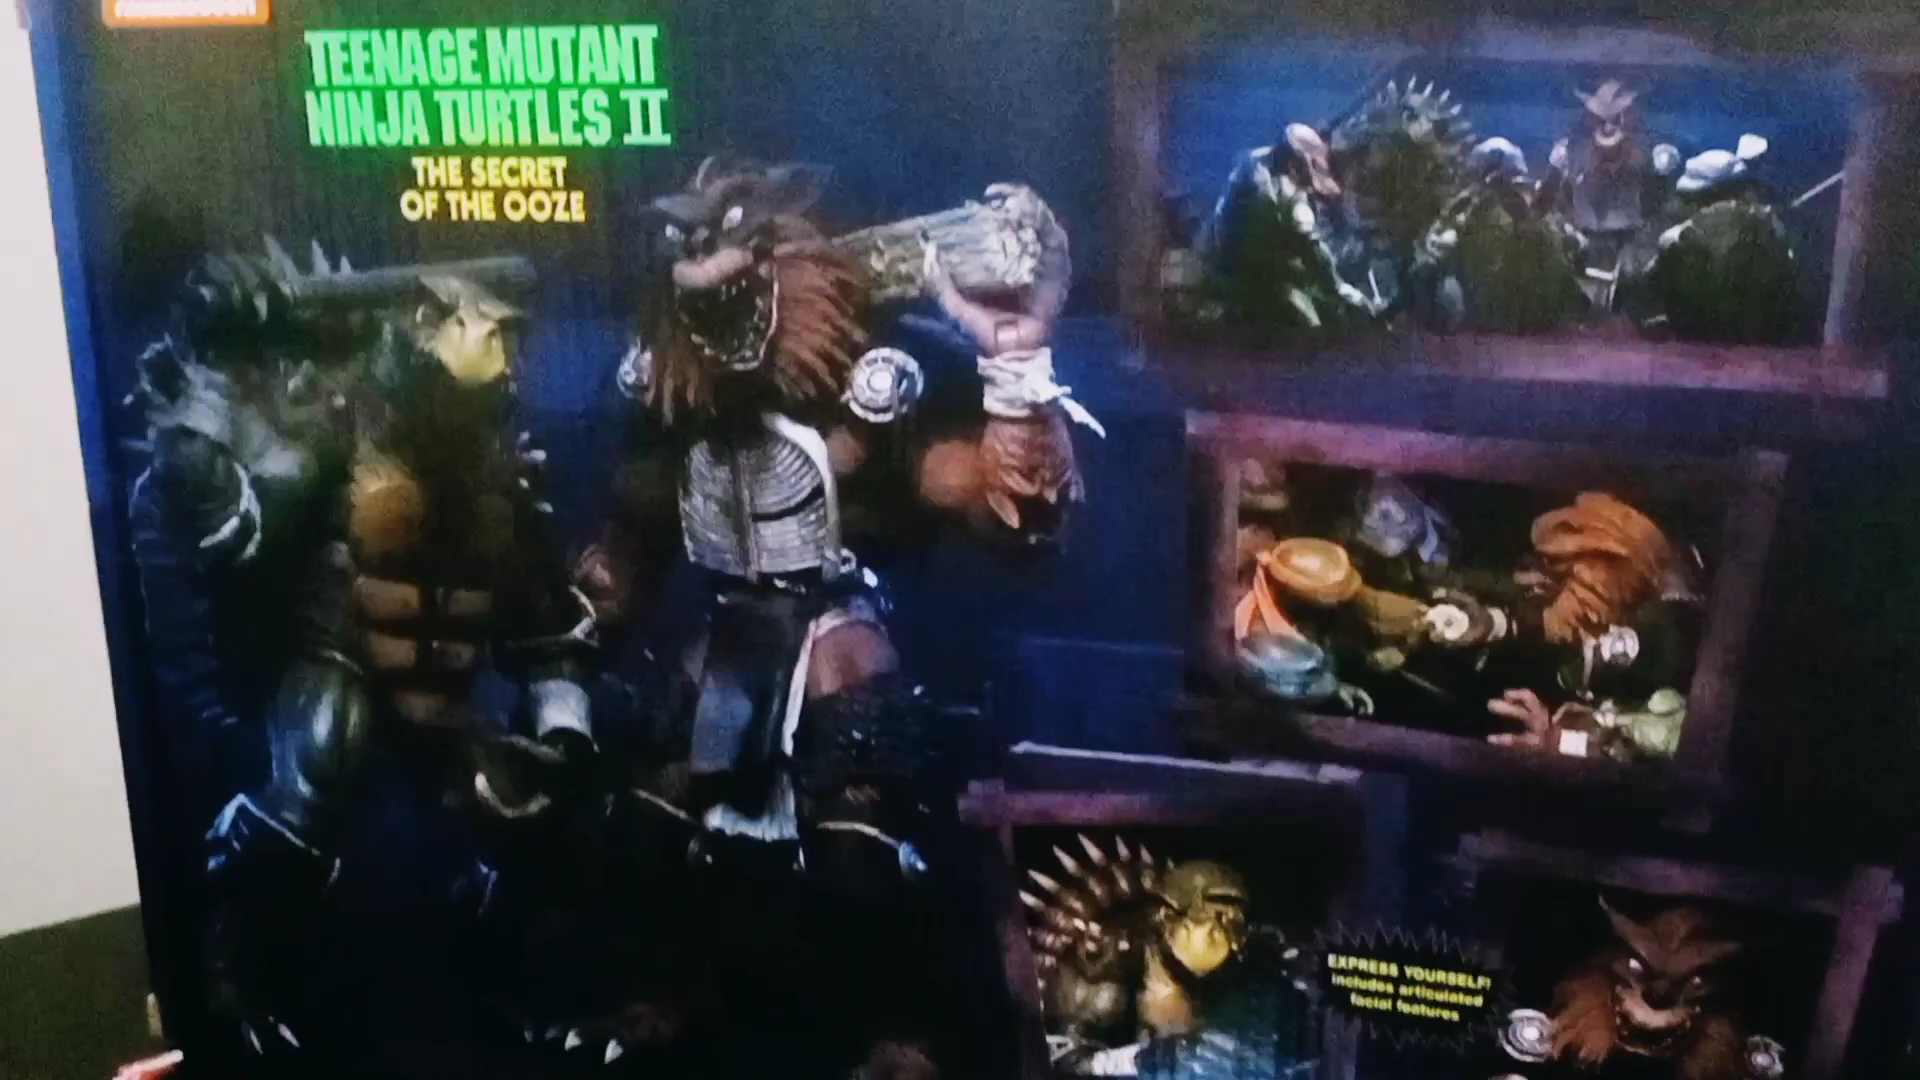 TEENAGE MUTANT
NINJA TURTLES II
THE SECRET
OF THE OOZE
EXPRESS YOURSELF!
includes articulated
facial features